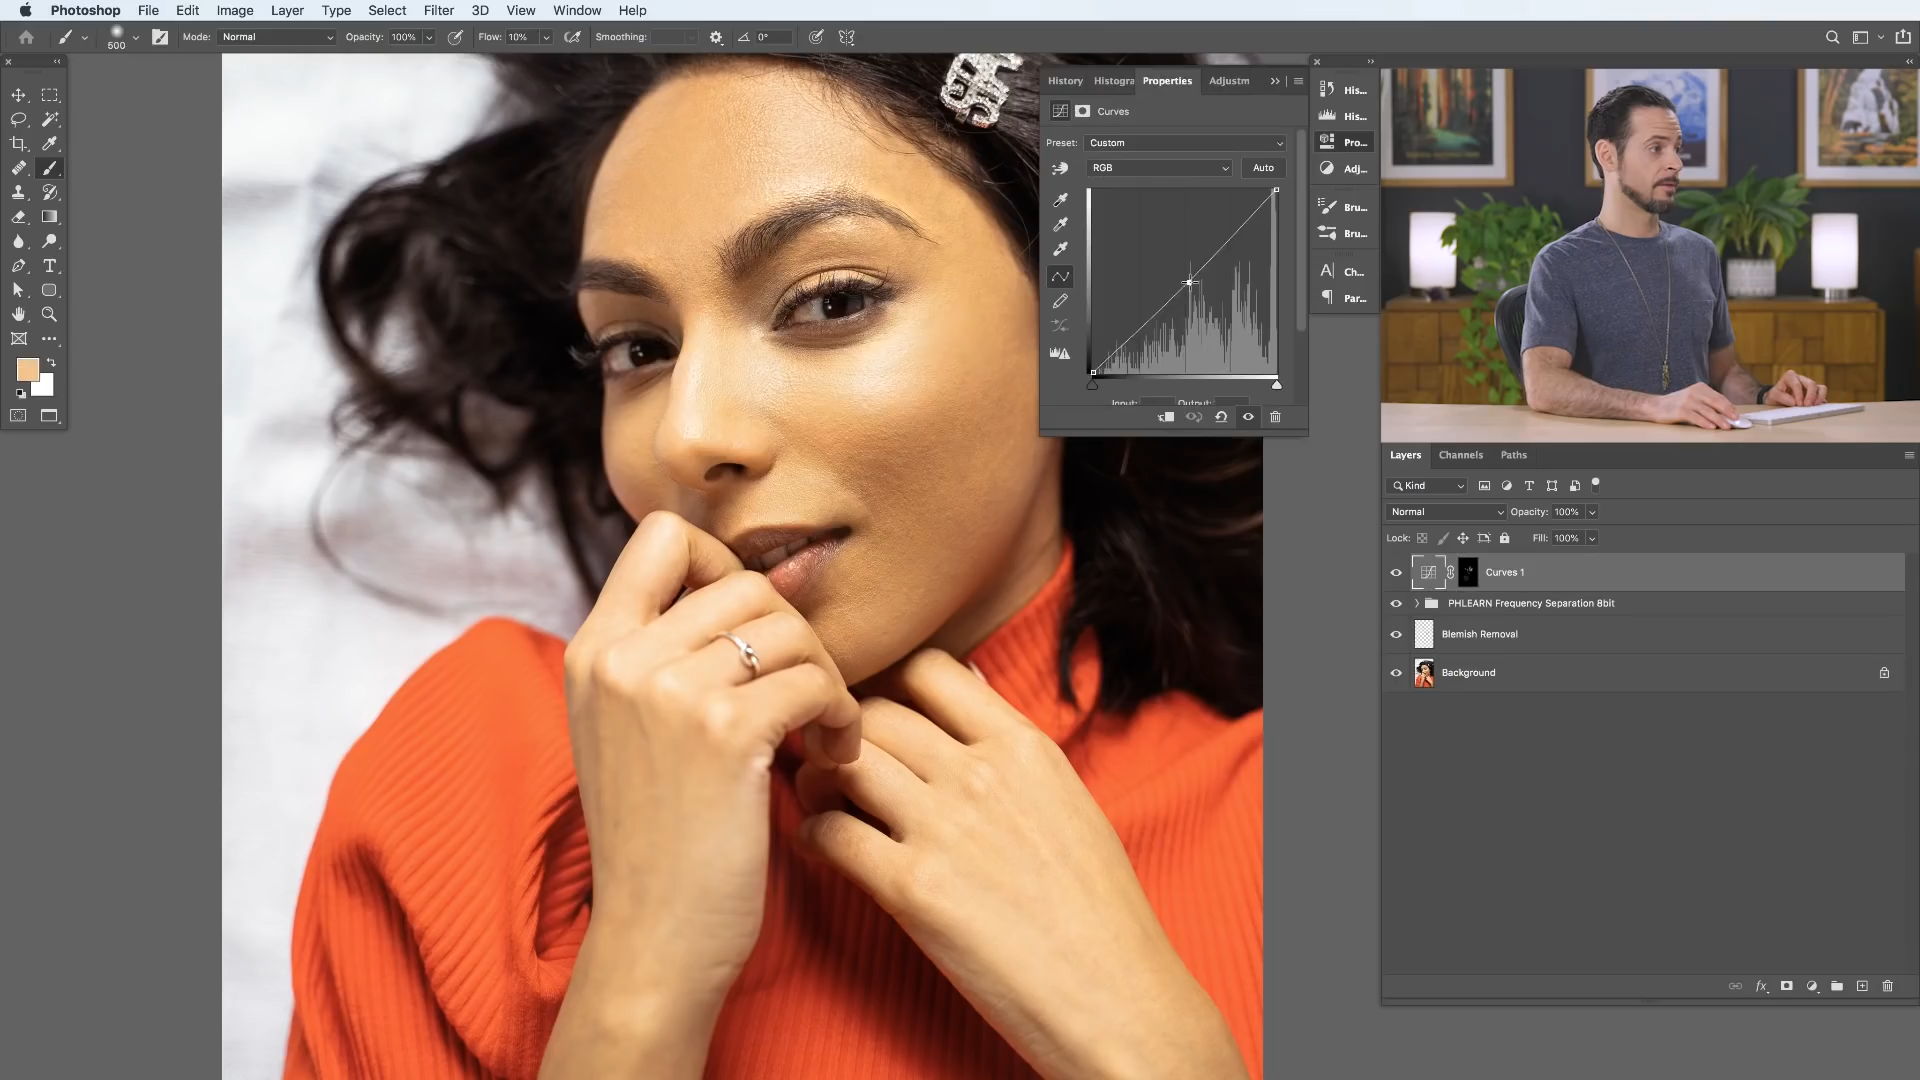 Photoshop File Edit Image Layer Type Select Filter 3D View Window Help
500 Mode: Normal Opacity: 100% Flow: 10% Smoothing: 0°
History Histogra Properties Adjustm
Curves
Preset: Custom
RGB Auto
Input: Output:
His...
His...
Pro...
Adj...
Bru...
Bru...
Ch...
Par...
Layers Channels Paths
Kind
Normal Opacity: 100%
Lock: Fill: 100%
Curves 1
PHLEARN Frequency Separation 8bit
Blemish Removal
Background